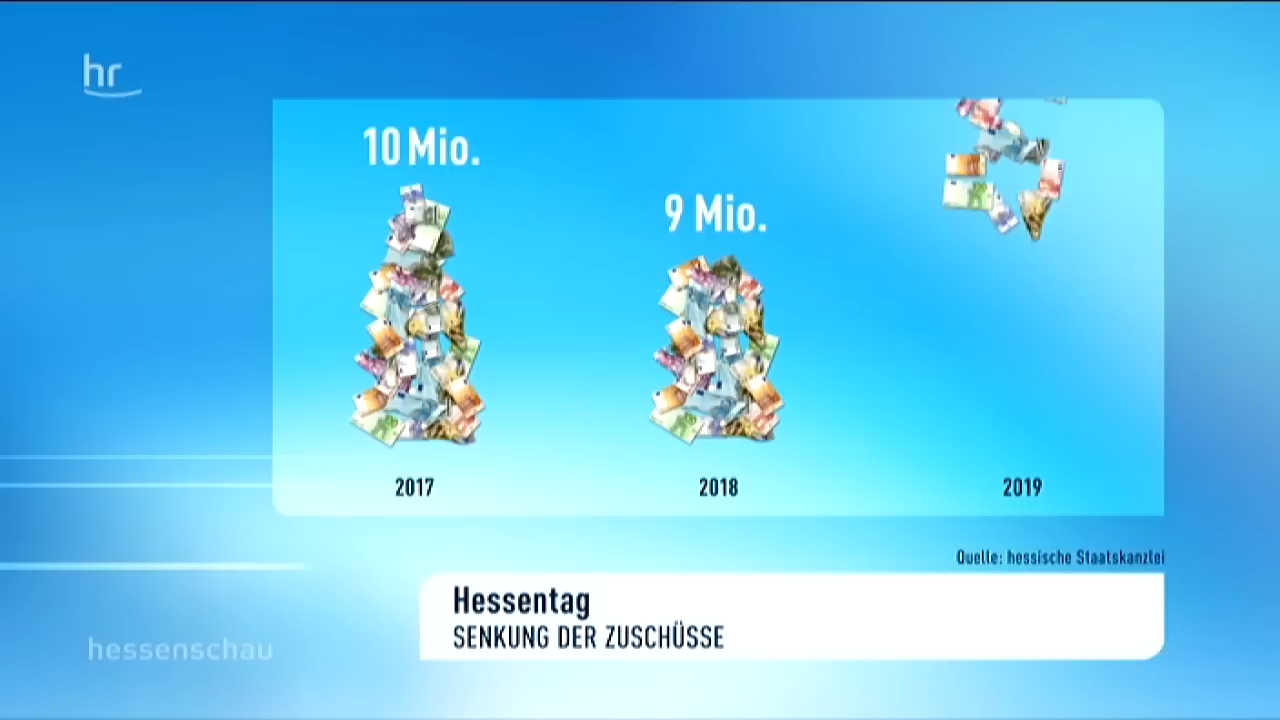 hr
10 Mio.
9 Mio.
2017
2018
2019
Quelle: hessische Staatskanzlei
Hessentag
SENKUNG DER ZUSCHÜSSE
hessenschau